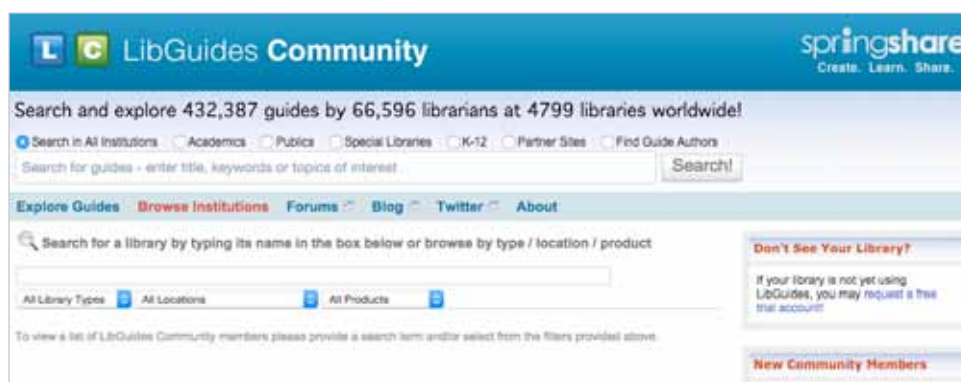 L C LibGuides Community
springshare
Create. Learn. Share.
Search and explore 432,387 guides by 66,596 librarians at 4799 libraries worldwide!
Search in All Institutions Academics Publics Special Libraries K-12 Partner Sites Find Guide Authors
Search for guides - enter title, keywords or topics of interest Search!
Explore Guides Browse Institutions Forums Blog Twitter About
Search for a library by typing its name in the box below or browse by type / location / product
All Library Types All Locations All Products
To view a list of LibGuides Community members please provide a search term and/or select from the filters provided above.
Don't See Your Library?
If your library is not yet using
LibGuides, you may request a free
trial account!
New Community Members